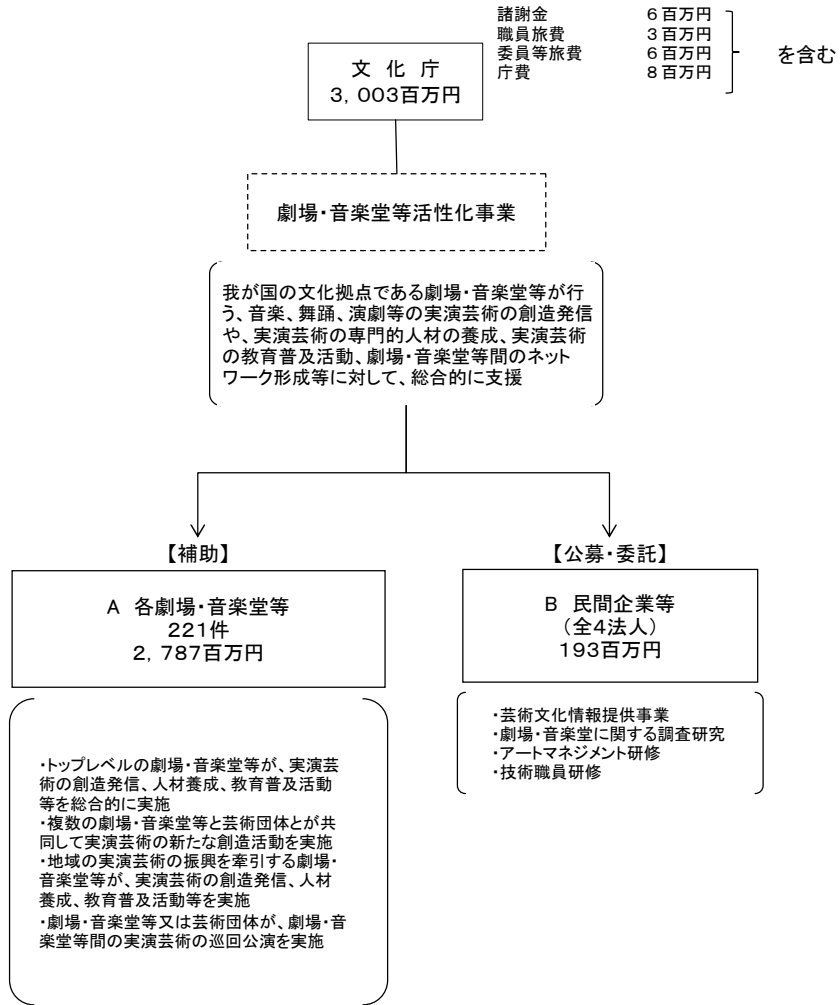 諸謝金 6百万円
職員旅費 3百万円
委員等旅費 6百万円
庁費 8百万円
を含む
文 化 庁
3,003百万円
劇場・音楽堂等活性化事業
我が国の文化拠点である劇場・音楽堂等が行
う、音楽、舞踊、演劇等の実演芸術の創造発信
や、実演芸術の専門的人材の養成、実演芸術
の教育普及活動、劇場・音楽堂等間のネット
ワーク形成等に対して、総合的に支援
【補助】
A 各劇場・音楽堂等
221件
2,787百万円
・トップレベルの劇場・音楽堂等が、実演芸
術の創造発信、人材養成、教育普及活動
等を総合的に実施
・複数の劇場・音楽堂等と芸術団体とが共
同して実演芸術の新たな創造活動を実施
・地域の実演芸術の振興を牽引する劇場・
音楽堂等が、実演芸術の創造発信、人材
養成、教育普及活動等を実施
・劇場・音楽堂等又は芸術団体が、劇場・音
楽堂等間の実演芸術の巡回公演を実施
【公募・委託】
B 民間企業等
(全4法人)
193百万円
・芸術文化情報提供事業
・劇場・音楽堂に関する調査研究
・アートマネジメント研修
・技術職員研修